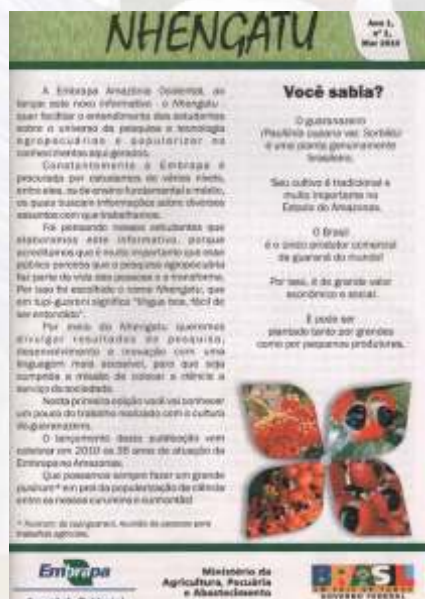 NHENGATU
Ano 1,
nº 1,
Mar 2010
A Embrapa Amazônia Ocidental, ao
lançar este novo informativo - o Nhengatu -
quer facilitar o entendimento dos estudantes
sobre o universo da pesquisa e tecnologia
agropecuárias e popularizar os
conhecimentos aqui gerados.
Constantemente a Embrapa é
procurada por estudantes de vários níveis,
entre eles, os de ensino fundamental e médio,
os quais buscam informações sobre diversos
assuntos com que trabalhamos.
Foi pensando nesses estudantes que
elaboramos este informativo, porque
acreditamos que é muito importante que esse
público perceba que a pesquisa agropecuária
faz parte da vida das pessoas e a transforma.
Por isso foi escolhido o nome Nhengatu, que
em tupi-guarani significa "língua boa, fácil de
ser entendida".
Por meio do Nhengatu queremos
divulgar resultados de pesquisa,
desenvolvimento e inovação com uma
linguagem mais acessível, para que seja
cumprida a missão de colocar a ciência a
serviço da sociedade.
Nesta primeira edição você vai conhecer
um pouco do trabalho realizado com a cultura
do guaranazeiro.
O lançamento dessa publicação vem
celebrar em 2010 os 35 anos de atuação da
Embrapa no Amazonas.
Que possamos sempre fazer um grande
puxirum* em prol da popularização da ciência
entre os nossos curumins e cunhantãs!
* Puxirum: do tupi-guarani, reunião de pessoas para
trabalhos agrícolas.
Você sabia?
O guaranazeiro
(Paullinia cupana var. Sorbilis)
é uma planta genuinamente
brasileira.
Seu cultivo é tradicional e
muito importante no
Estado do Amazonas.
O Brasil
é o único produtor comercial
de guaraná do mundo!
Por isso, é de grande valor
econômico e social.
E pode ser
plantado tanto por grandes
como por pequenos produtores.
Embrapa
Ministério da
Agricultura, Pecuária
e Abastecimento
BRASIL
UM PAÍS DE TODOS
GOVERNO FEDERAL